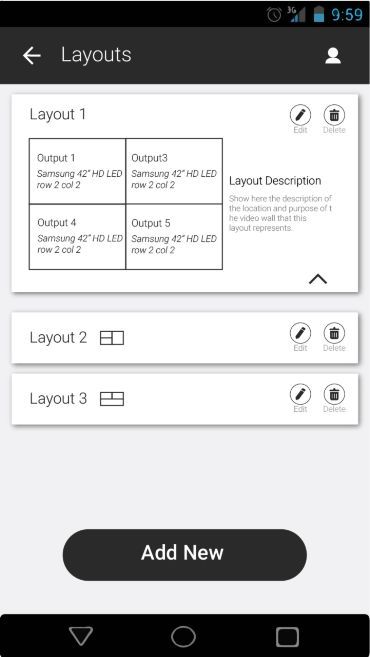 3G 9:59
Layouts
Layout 1
Edit Delete
Output 1
Samsung 42" HD LED
row 2 col 2
Output3
Samsung 42" HD LED
row 2 col 2
Output 4
Samsung 42" HD LED
row 2 col 2
Output 5
Samsung 42" HD LED
row 2 col 2
Layout Description
Show here the description of
the location and purpose of t
he video wall that this
layout represents.
Layout 2
Edit Delete
Layout 3
Edit Delete
Add New